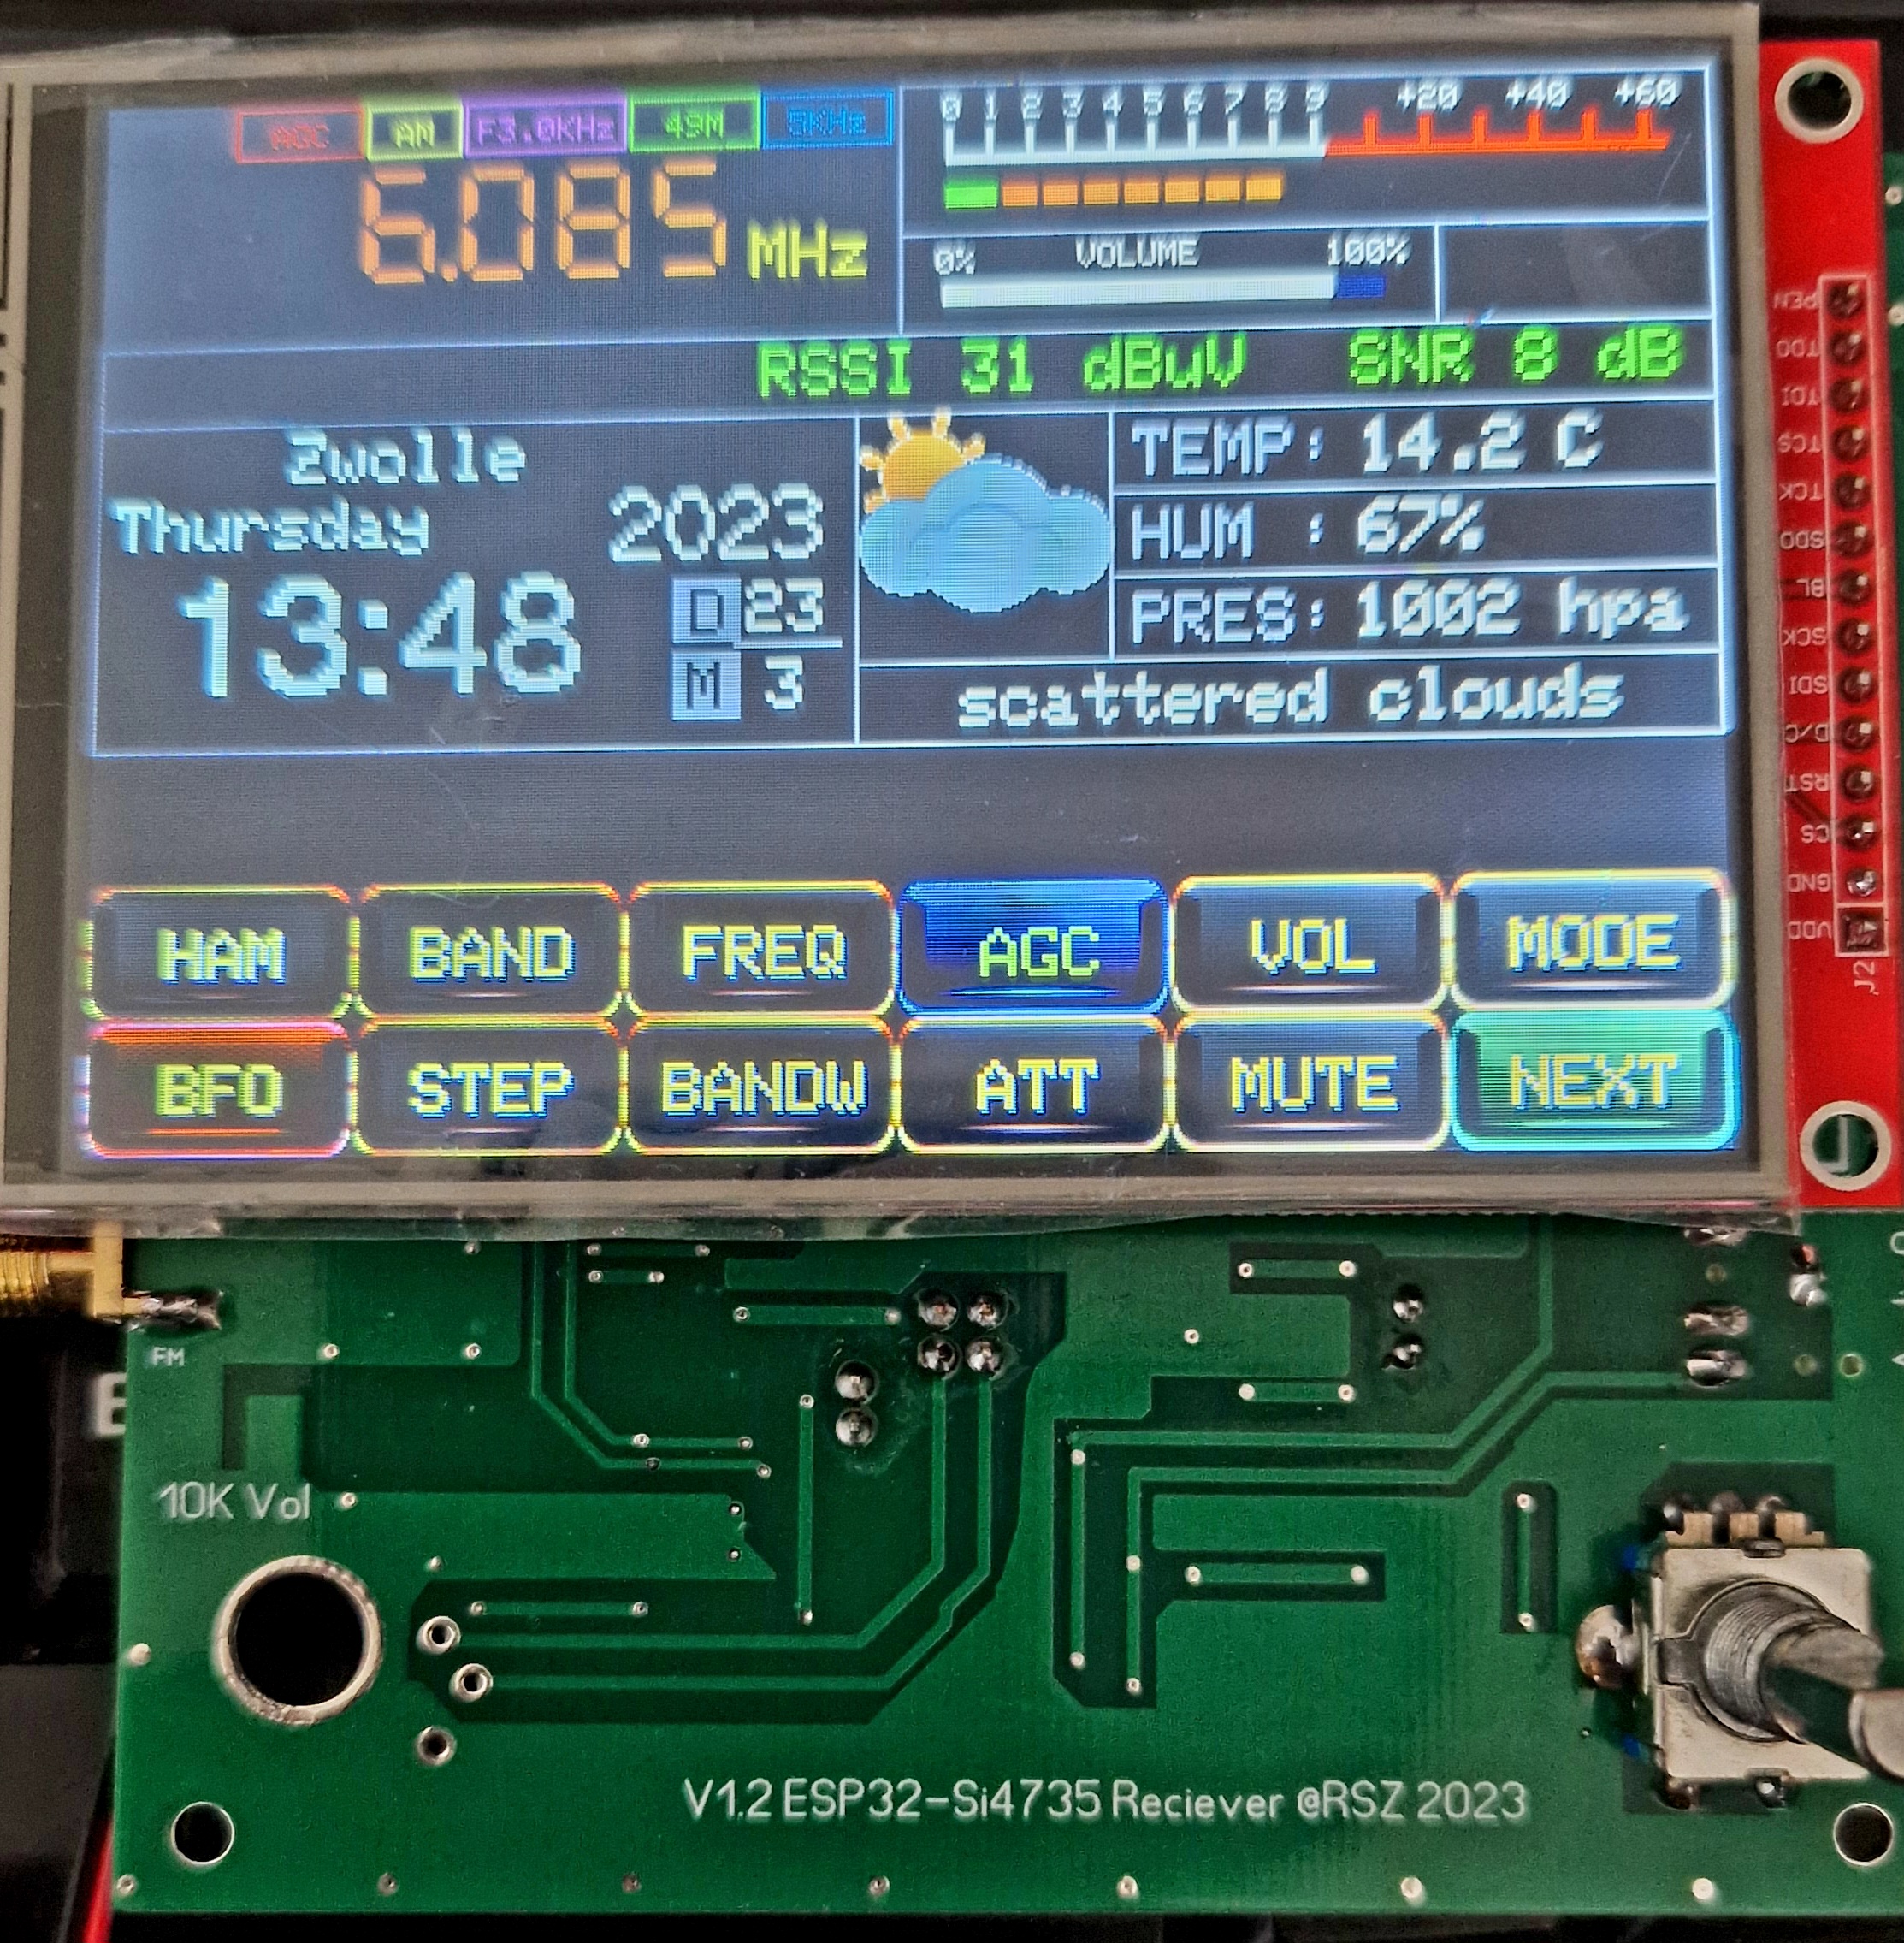 AGC AM F3.0KHz 49M 5KHz
6.085 MHz
0 1 2 3 4 5 6 7 8 9 +20 +40 +60
0% VOLUME 100%
RSSI 31 dBuV SNR 8 dB
Zwolle
Thursday 2023
13:48
D 23
M 3
TEMP: 14.2 C
HUM : 67%
PRES: 1002 hpa
scattered clouds
HAM BAND FREQ AGC VOL MODE
BFO STEP BANDW ATT MUTE NEXT
PEN
TDO
TDI
TCS
TCK
SDO
BL
SCK
SDI
D/C
RST
CS
GND
VDD
J2
FM
10K Vol
V1.2 ESP32-Si4735 Reciever @RSZ 2023